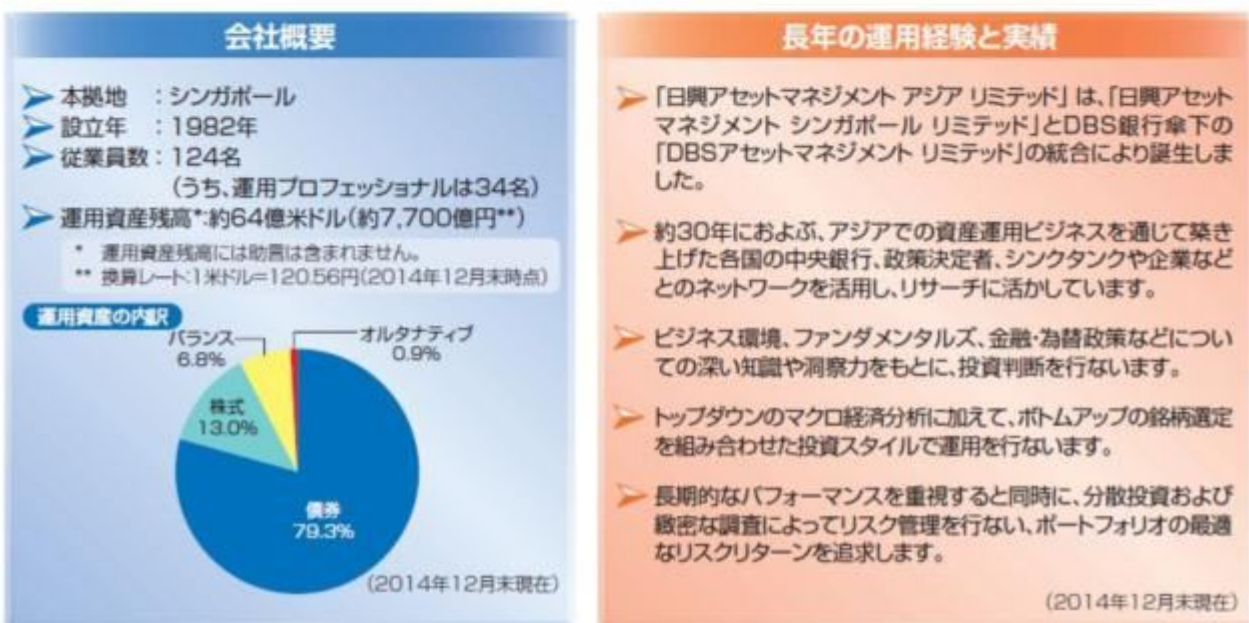 会社概要
本拠地 ：シンガポール
設立年 ：1982年
従業員数：124名
（うち、運用プロフェッショナルは34名）
運用資産残高*:約64億米ドル（約7,700億円**）
* 運用資産残高には助言は含まれません。
** 換算レート:1米ドル=120.56円(2014年12月末時点)
運用資産の内訳
バランス
6.8%
オルタナティブ
0.9%
株式
13.0%
債券
79.3%
（2014年12月末現在）
長年の運用経験と実績
「日興アセットマネジメント アジア リミテッド」は、「日興アセット
マネジメント シンガポール リミテッド」とDBS銀行傘下の
「DBSアセットマネジメント リミテッド」の統合により誕生しま
した。
約30年におよぶ、アジアでの資産運用ビジネスを通じて築き
上げた各国の中央銀行、政策決定者、シンクタンクや企業など
とのネットワークを活用し、リサーチに活かしています。
ビジネス環境、ファンダメンタルズ、金融・為替政策などについ
ての深い知識や洞察力をもとに、投資判断を行ないます。
トップダウンのマクロ経済分析に加えて、ボトムアップの銘柄選定
を組み合わせた投資スタイルで運用を行ないます。
長期的なパフォーマンスを重視すると同時に、分散投資および
緻密な調査によってリスク管理を行ない、ポートフォリオの最適
なリスクリターンを追求します。
（2014年12月末現在）